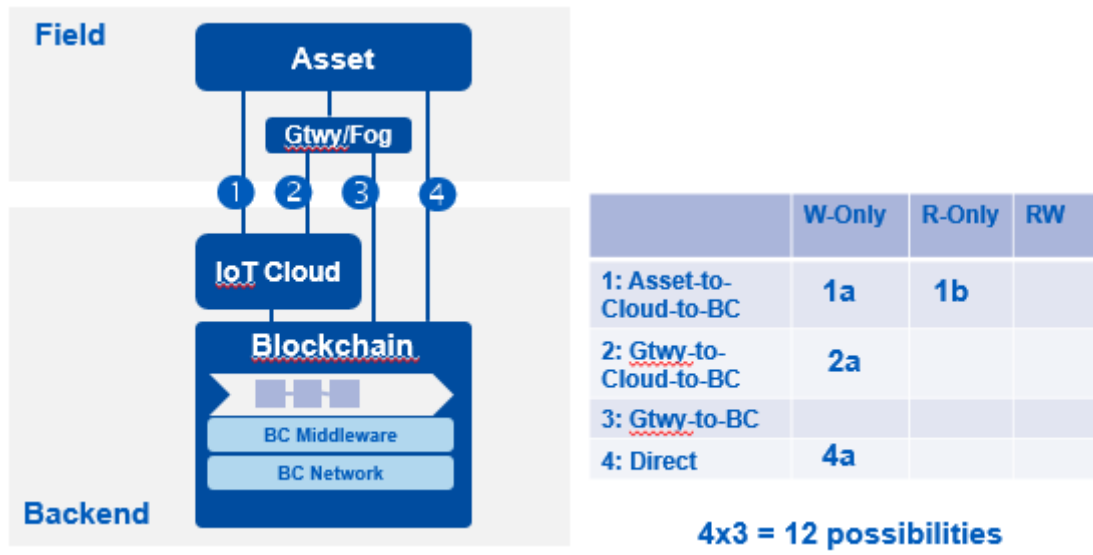 Field
Asset
Gtwy/Fog
1 2 3 4
IoT Cloud
Blockchain
BC Middleware
BC Network
Backend
W-Only R-Only RW
1: Asset-to-
Cloud-to-BC 1a 1b
2: Gtwy-to-
Cloud-to-BC 2a
3: Gtwy-to-BC
4: Direct 4a
4x3 = 12 possibilities